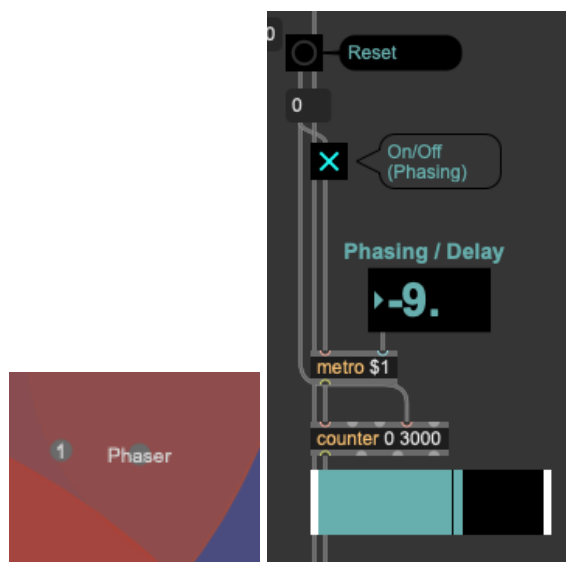 0
Reset
0
On/Off
(Phasing)
Phasing / Delay
-9.
metro $1
counter 0 3000
1
Phaser